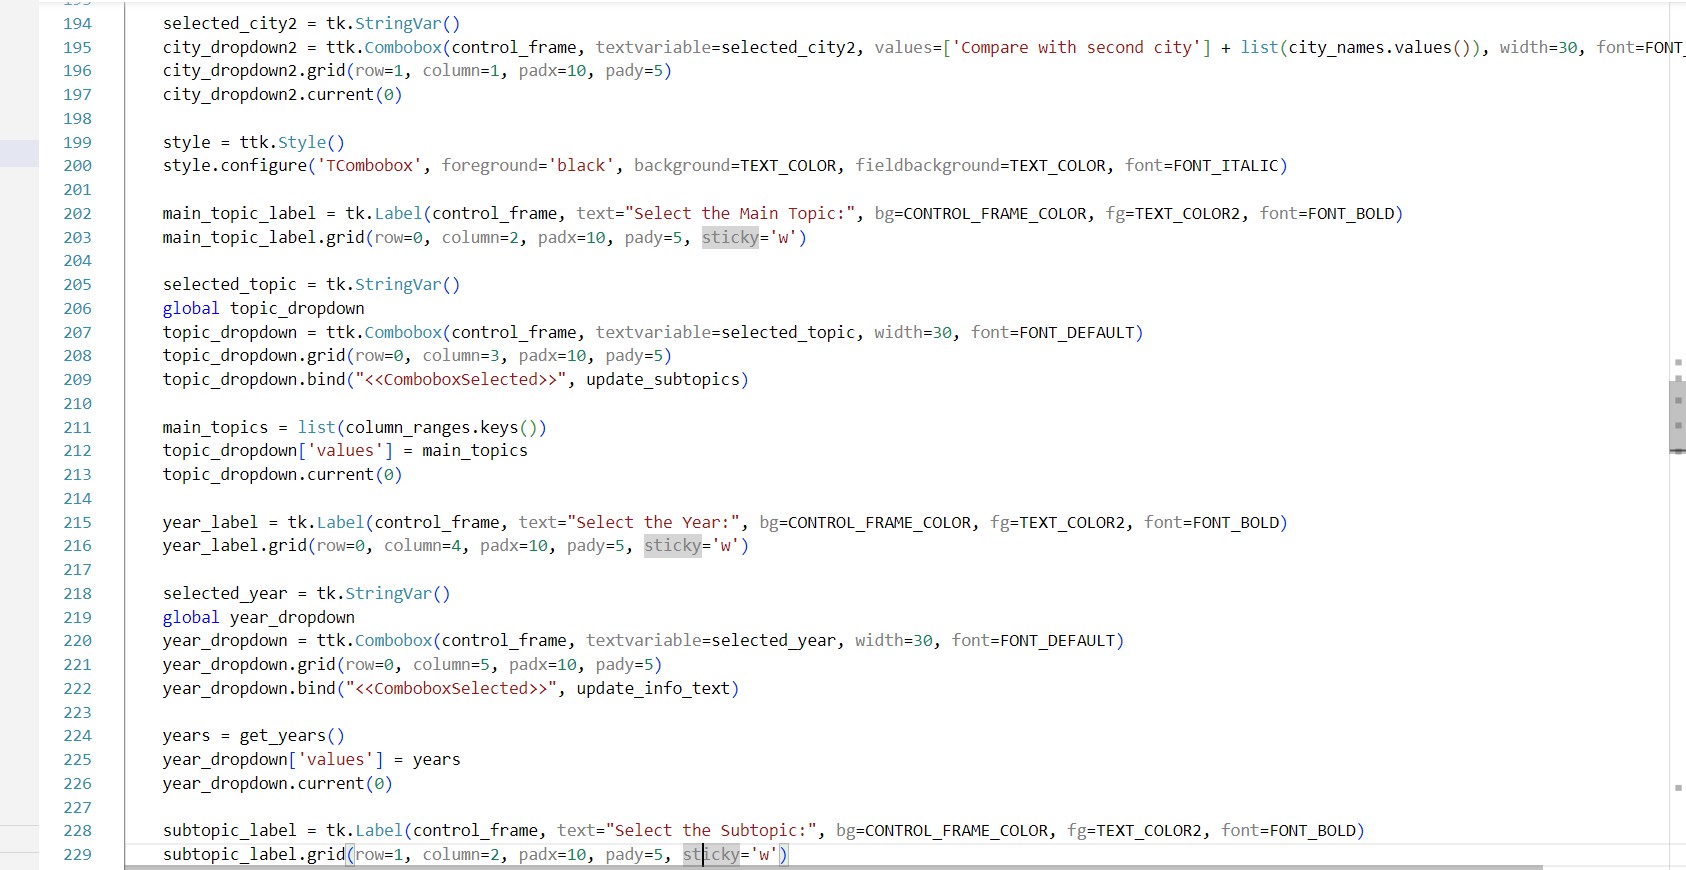 194 selected_city2 = tk.StringVar()
195 city_dropdown2 = ttk.Combobox(control_frame, textvariable=selected_city2, values=['Compare with second city'] + list(city_names.values()), width=30, font=FONT_
196 city_dropdown2.grid(row=1, column=1, padx=10, pady=5)
197 city_dropdown2.current(0)
198
199 style = ttk.Style()
200 style.configure('TCombobox', foreground='black', background=TEXT_COLOR, fieldbackground=TEXT_COLOR, font=FONT_ITALIC)
201
202 main_topic_label = tk.Label(control_frame, text="Select the Main Topic:", bg=CONTROL_FRAME_COLOR, fg=TEXT_COLOR2, font=FONT_BOLD)
203 main_topic_label.grid(row=0, column=2, padx=10, pady=5, sticky='w')
204
205 selected_topic = tk.StringVar()
206 global topic_dropdown
207 topic_dropdown = ttk.Combobox(control_frame, textvariable=selected_topic, width=30, font=FONT_DEFAULT)
208 topic_dropdown.grid(row=0, column=3, padx=10, pady=5)
209 topic_dropdown.bind("<<ComboboxSelected>>", update_subtopics)
210
211 main_topics = list(column_ranges.keys())
212 topic_dropdown['values'] = main_topics
213 topic_dropdown.current(0)
214
215 year_label = tk.Label(control_frame, text="Select the Year:", bg=CONTROL_FRAME_COLOR, fg=TEXT_COLOR2, font=FONT_BOLD)
216 year_label.grid(row=0, column=4, padx=10, pady=5, sticky='w')
217
218 selected_year = tk.StringVar()
219 global year_dropdown
220 year_dropdown = ttk.Combobox(control_frame, textvariable=selected_year, width=30, font=FONT_DEFAULT)
221 year_dropdown.grid(row=0, column=5, padx=10, pady=5)
222 year_dropdown.bind("<<ComboboxSelected>>", update_info_text)
223
224 years = get_years()
225 year_dropdown['values'] = years
226 year_dropdown.current(0)
227
228 subtopic_label = tk.Label(control_frame, text="Select the Subtopic:", bg=CONTROL_FRAME_COLOR, fg=TEXT_COLOR2, font=FONT_BOLD)
229 subtopic_label.grid(row=1, column=2, padx=10, pady=5, sticky='w')